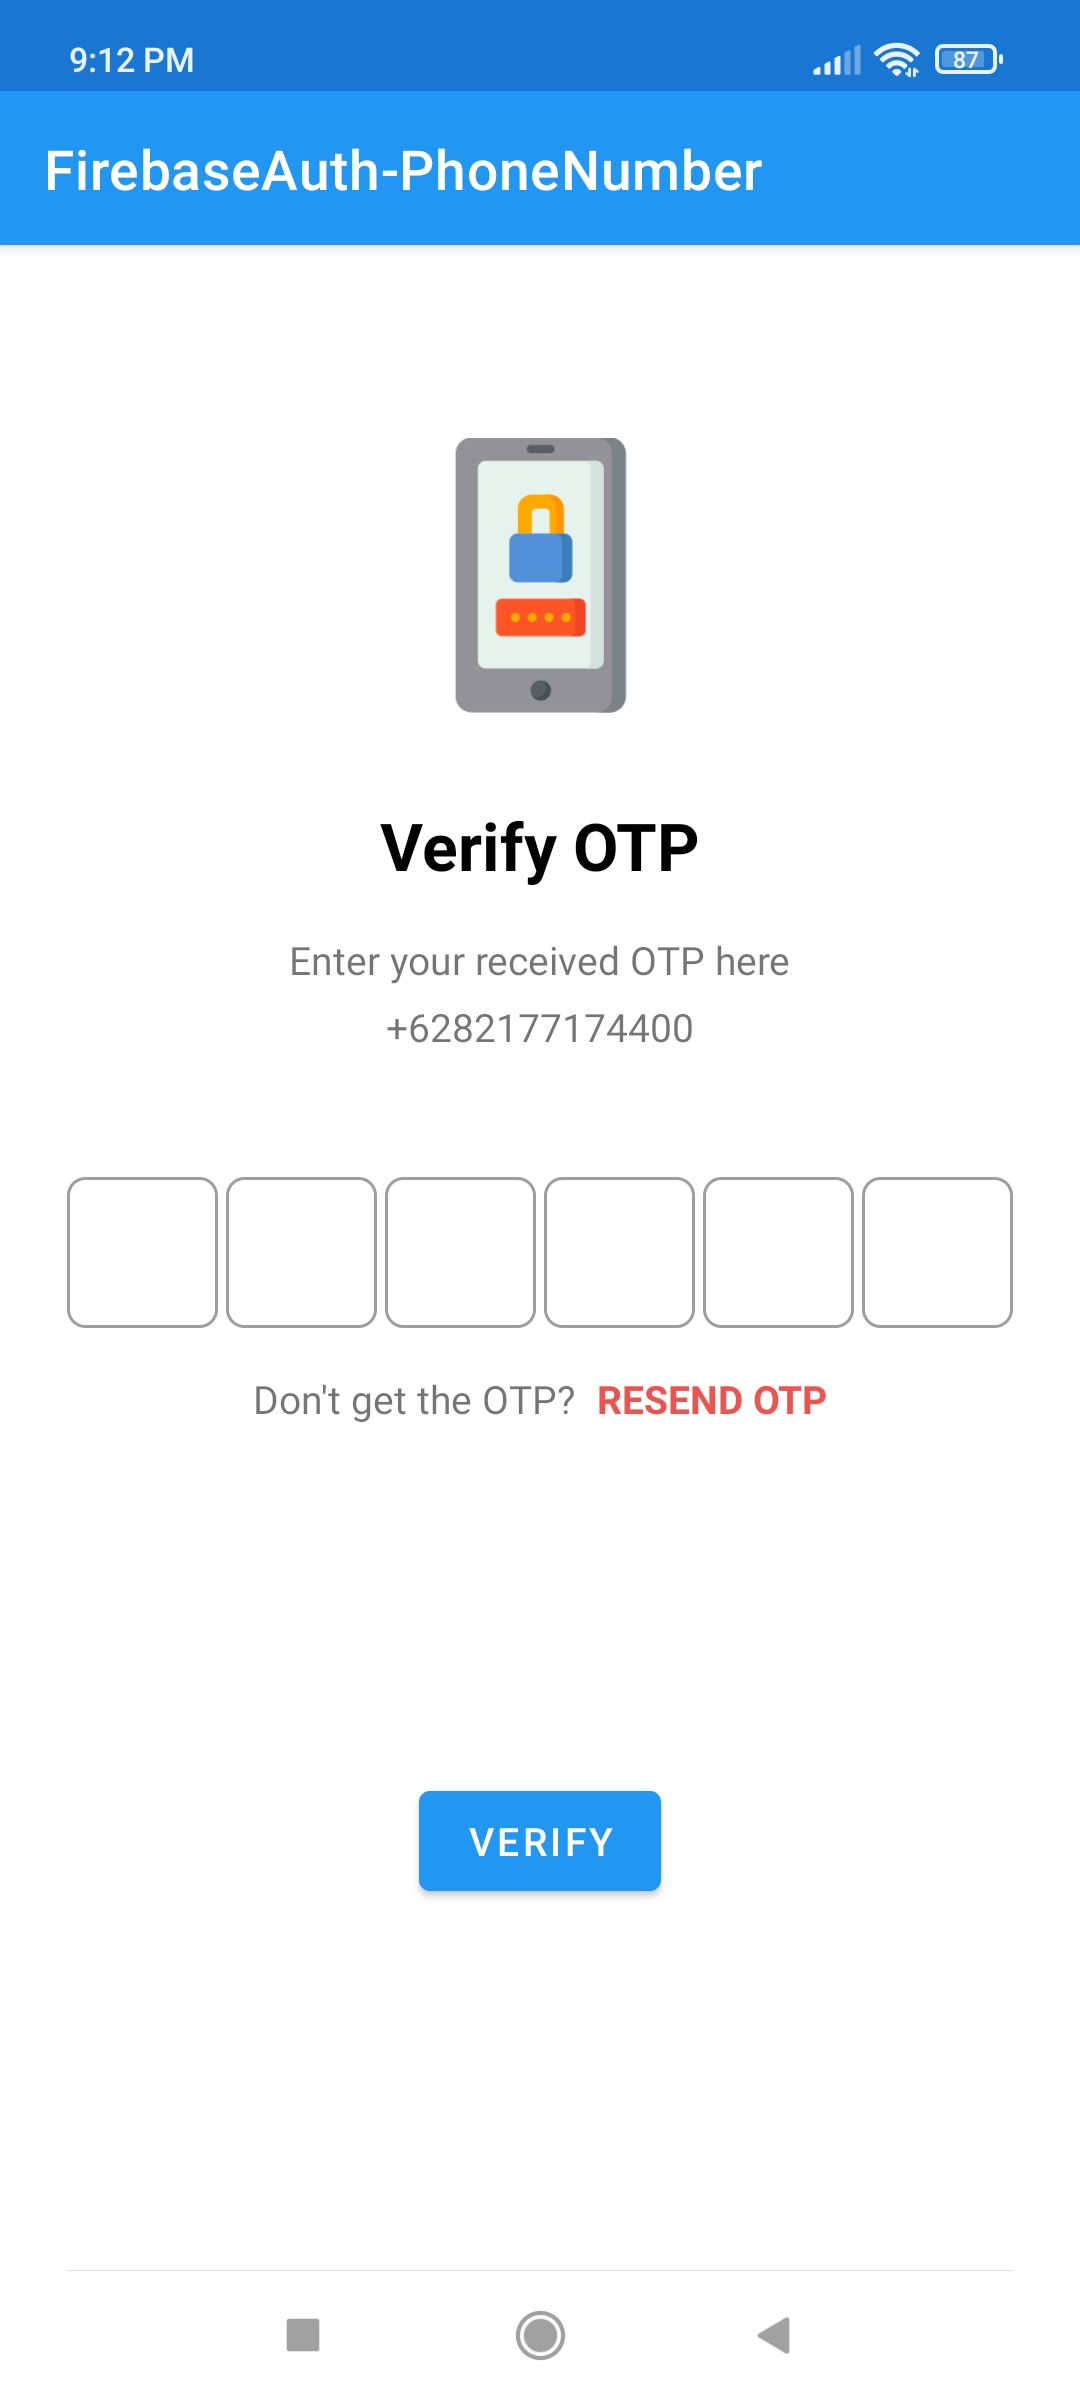 9:12 PM 87
FirebaseAuth-PhoneNumber
Verify OTP
Enter your received OTP here
+6282177174400
Don't get the OTP? RESEND OTP
VERIFY